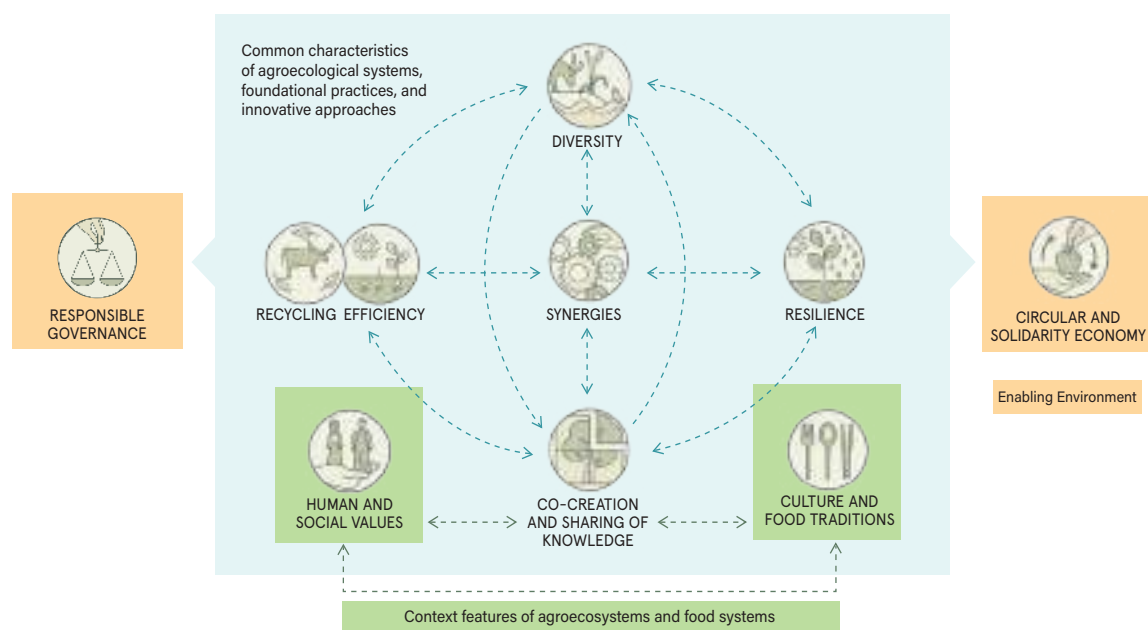 Common characteristics
of agroecological systems,
foundational practices, and
innovative approaches
DIVERSITY
RESPONSIBLE
GOVERNANCE
RECYCLING EFFICIENCY
SYNERGIES
RESILIENCE
CIRCULAR AND
SOLIDARITY ECONOMY
Enabling Environment
HUMAN AND
SOCIAL VALUES
CO-CREATION
AND SHARING OF
KNOWLEDGE
CULTURE AND
FOOD TRADITIONS
Context features of agroecosystems and food systems